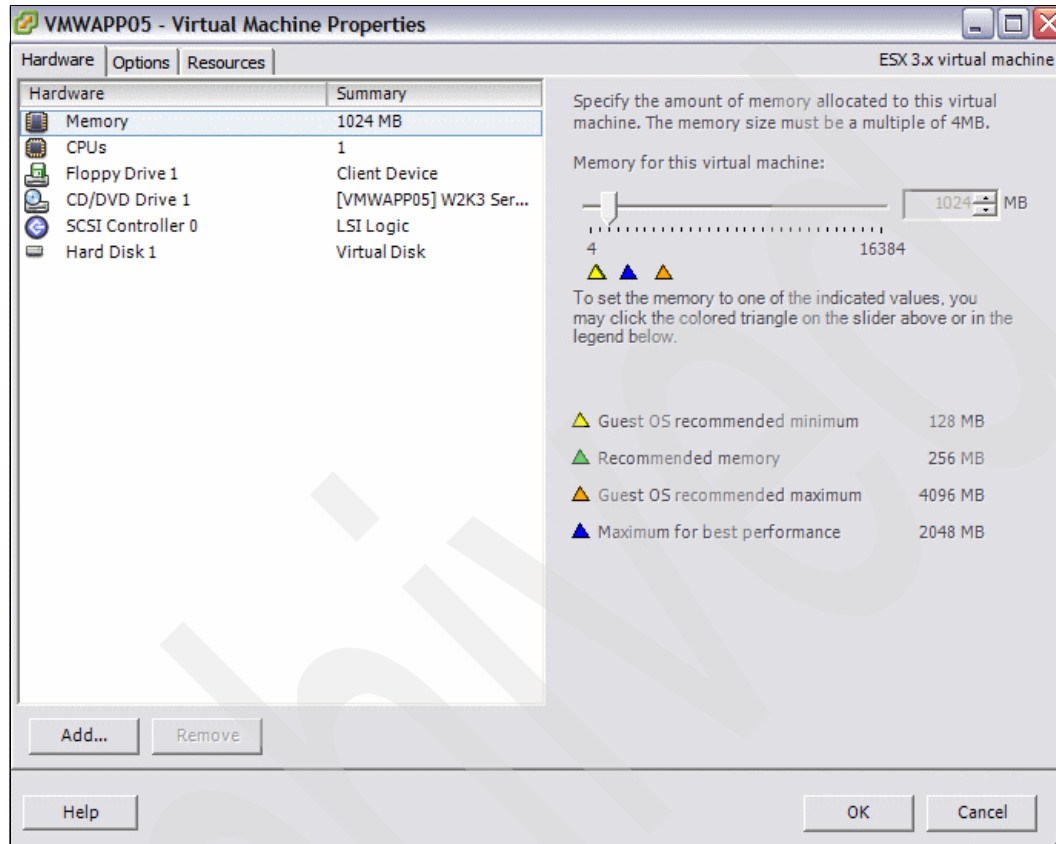 VMWAPP05 - Virtual Machine Properties
Hardware Options Resources ESX 3.x virtual machine
Hardware Summary
Memory 1024 MB
CPUs 1
Floppy Drive 1 Client Device
CD/DVD Drive 1 [VMWAPP05] W2K3 Ser...
SCSI Controller 0 LSI Logic
Hard Disk 1 Virtual Disk
Specify the amount of memory allocated to this virtual
machine. The memory size must be a multiple of 4MB.
Memory for this virtual machine:
1024 MB
4 16384
To set the memory to one of the indicated values, you
may click the colored triangle on the slider above or in the
legend below.
Guest OS recommended minimum 128 MB
Recommended memory 256 MB
Guest OS recommended maximum 4096 MB
Maximum for best performance 2048 MB
Add... Remove
Help OK Cancel